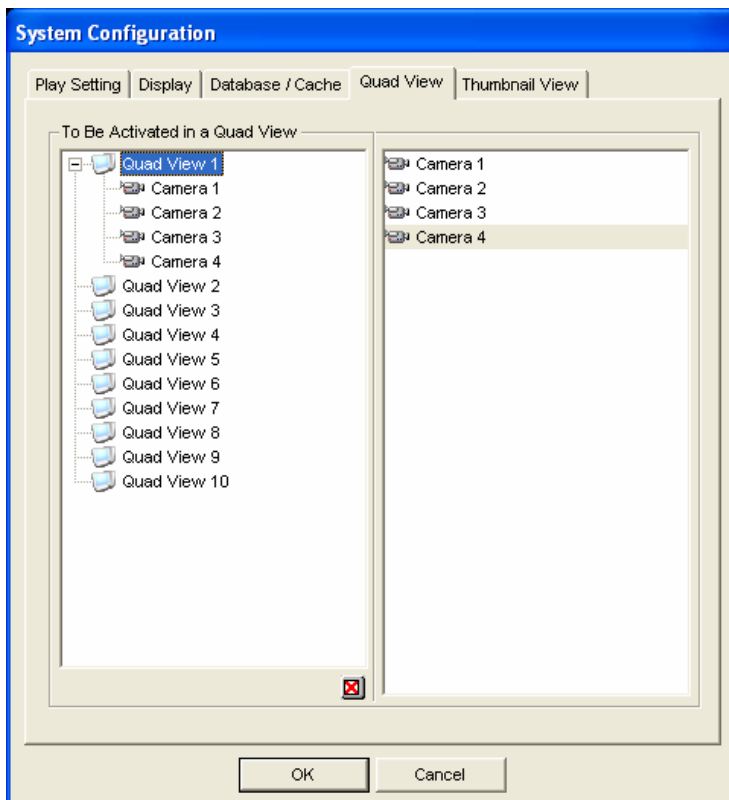 System Configuration
Play Setting Display Database / Cache Quad View Thumbnail View
To Be Activated in a Quad View
Quad View 1
Camera 1
Camera 2
Camera 3
Camera 4
Quad View 2
Quad View 3
Quad View 4
Quad View 5
Quad View 6
Quad View 7
Quad View 8
Quad View 9
Quad View 10
Camera 1
Camera 2
Camera 3
Camera 4
OK Cancel